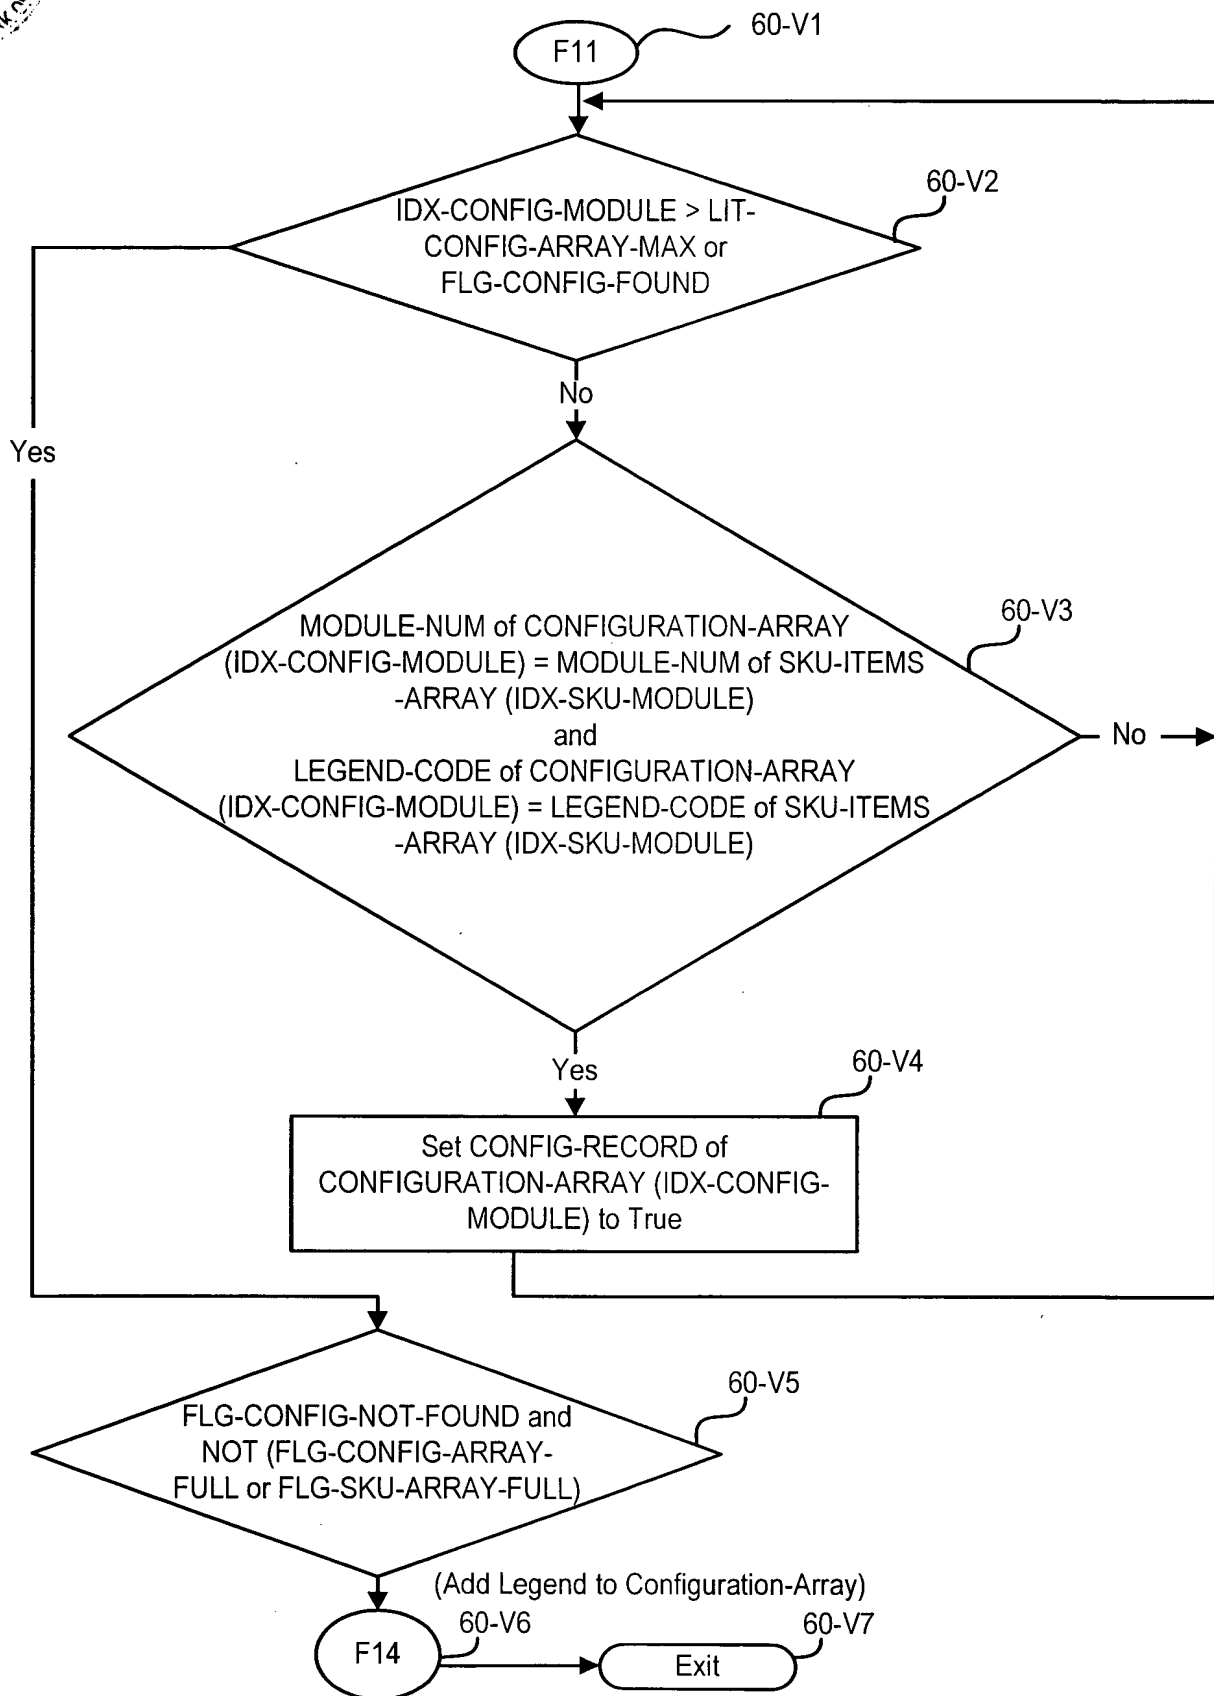 F11
60-V1
60-V2
IDX-CONFIG-MODULE > LIT-
CONFIG-ARRAY-MAX or
FLG-CONFIG-FOUND
No
Yes
60-V3
MODULE-NUM of CONFIGURATION-ARRAY
(IDX-CONFIG-MODULE) = MODULE-NUM of SKU-ITEMS
-ARRAY (IDX-SKU-MODULE)
and
LEGEND-CODE of CONFIGURATION-ARRAY
(IDX-CONFIG-MODULE) = LEGEND-CODE of SKU-ITEMS
-ARRAY (IDX-SKU-MODULE)
No
Yes
60-V4
Set CONFIG-RECORD of
CONFIGURATION-ARRAY (IDX-CONFIG-
MODULE) to True
60-V5
FLG-CONFIG-NOT-FOUND and
NOT (FLG-CONFIG-ARRAY-
FULL or FLG-SKU-ARRAY-FULL)
(Add Legend to Configuration-Array)
60-V6
60-V7
F14
Exit